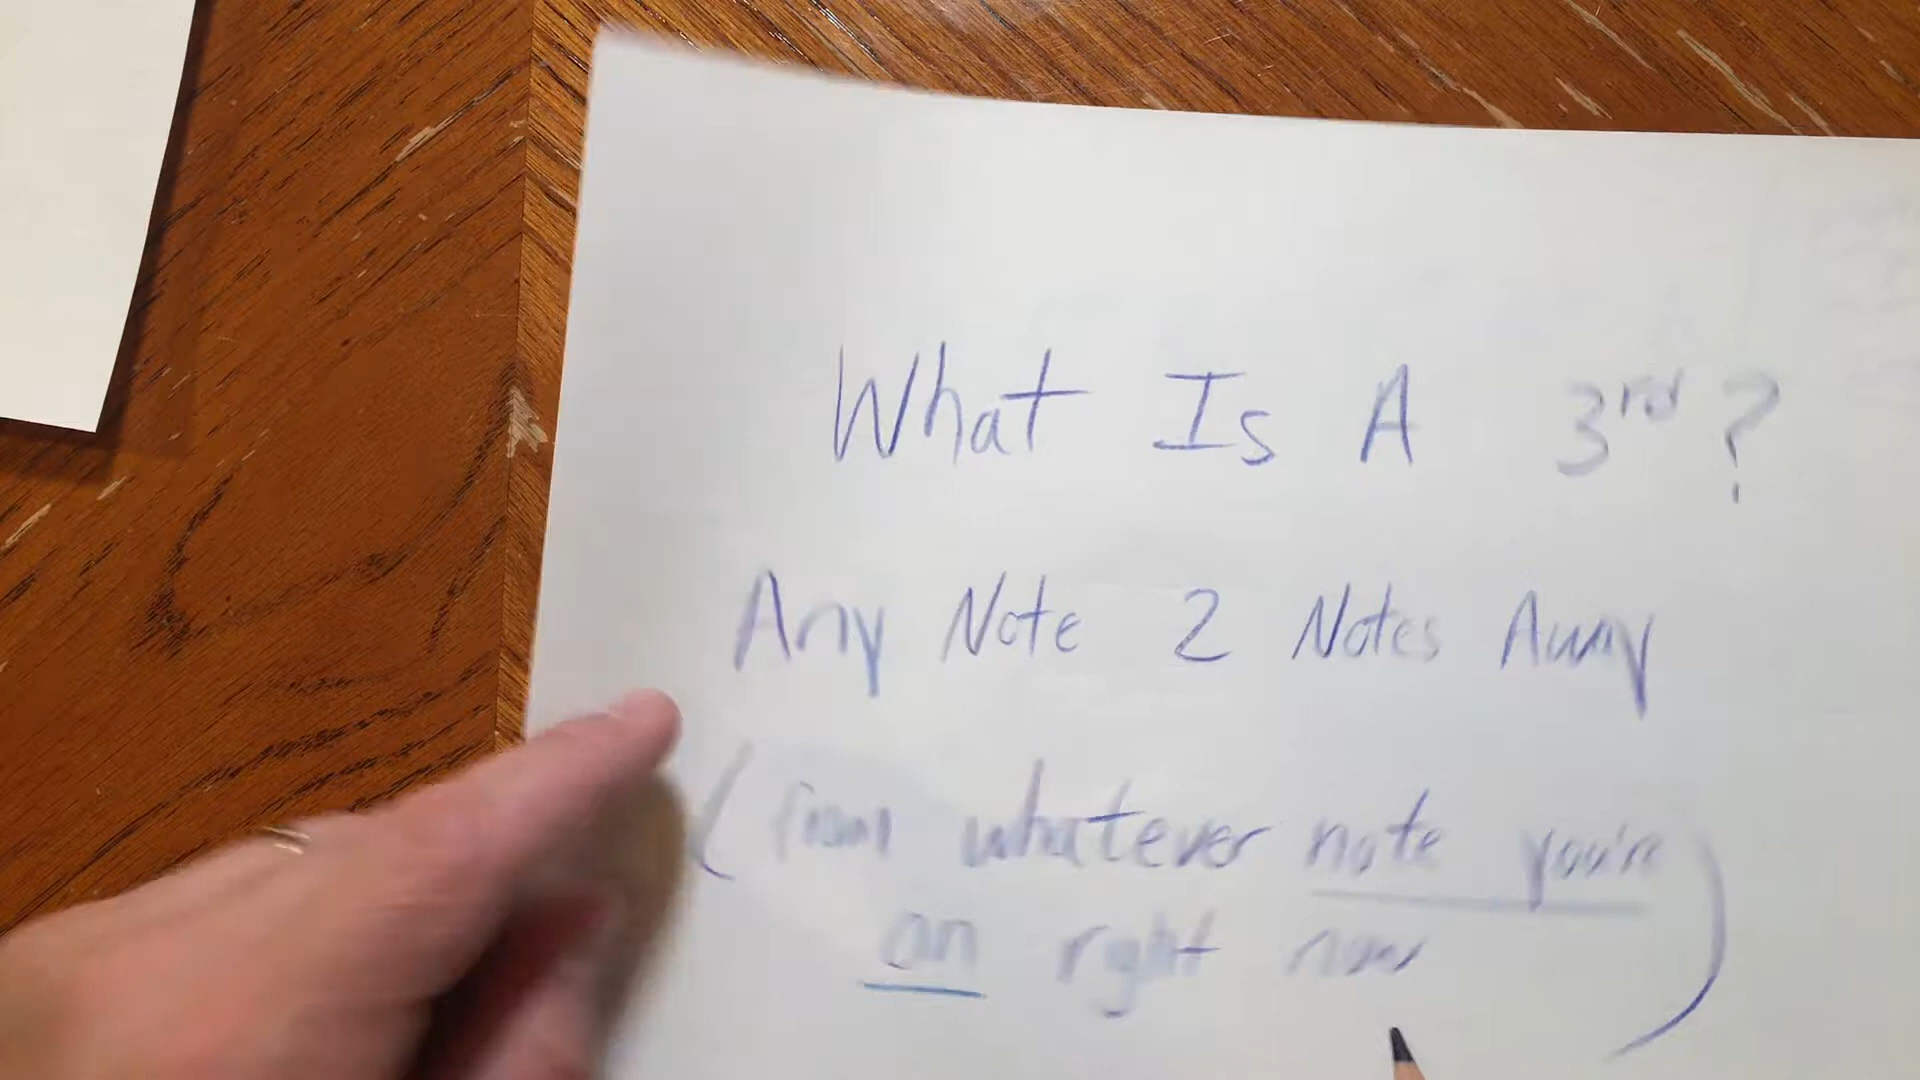 What Is A 3rd?
Any Note 2 Notes Away
(from whatever note you're
on right now)